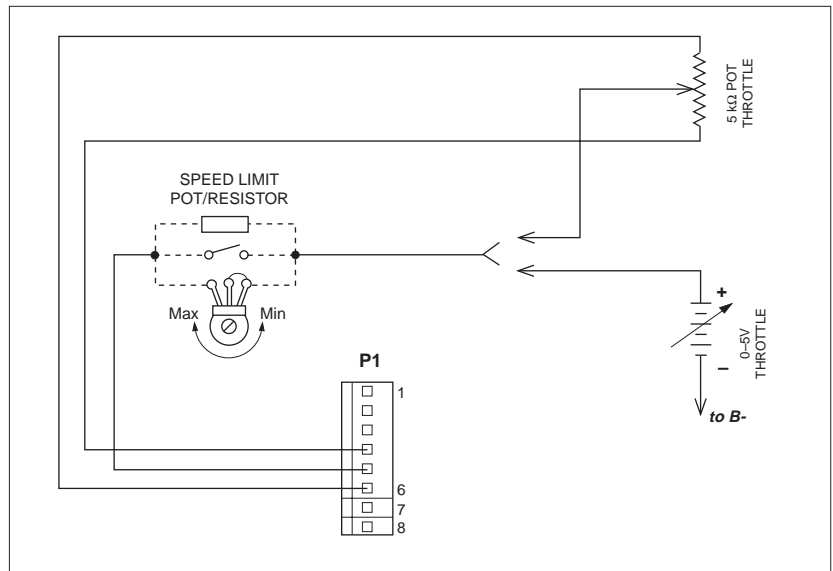 5 kΩ POT
THROTTLE
SPEED LIMIT
POT/RESISTOR
Max
Min
+
–
0–5V
THROTTLE
to B-
P1
1
6
7
8